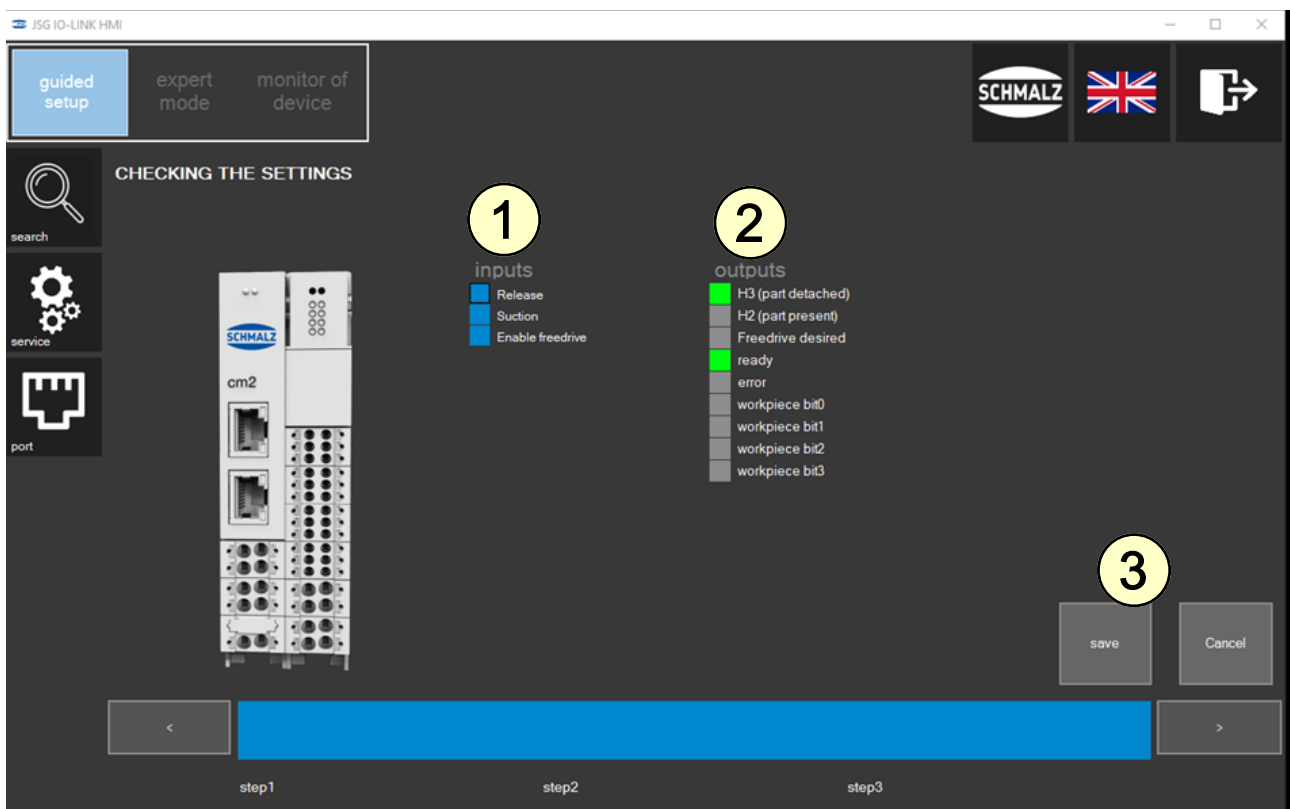 JSG IO-LINK HMI
guided
setup
expert
mode
monitor of
device
SCHMALZ
search
CHECKING THE SETTINGS
1
2
inputs
outputs
Release
Suction
Enable freedrive
H3 (part detached)
H2 (part present)
Freedrive desired
ready
error
workpiece bit0
workpiece bit1
workpiece bit2
workpiece bit3
service
port
SCHMALZ
cm2
3
save
Cancel
<
>
step1
step2
step3